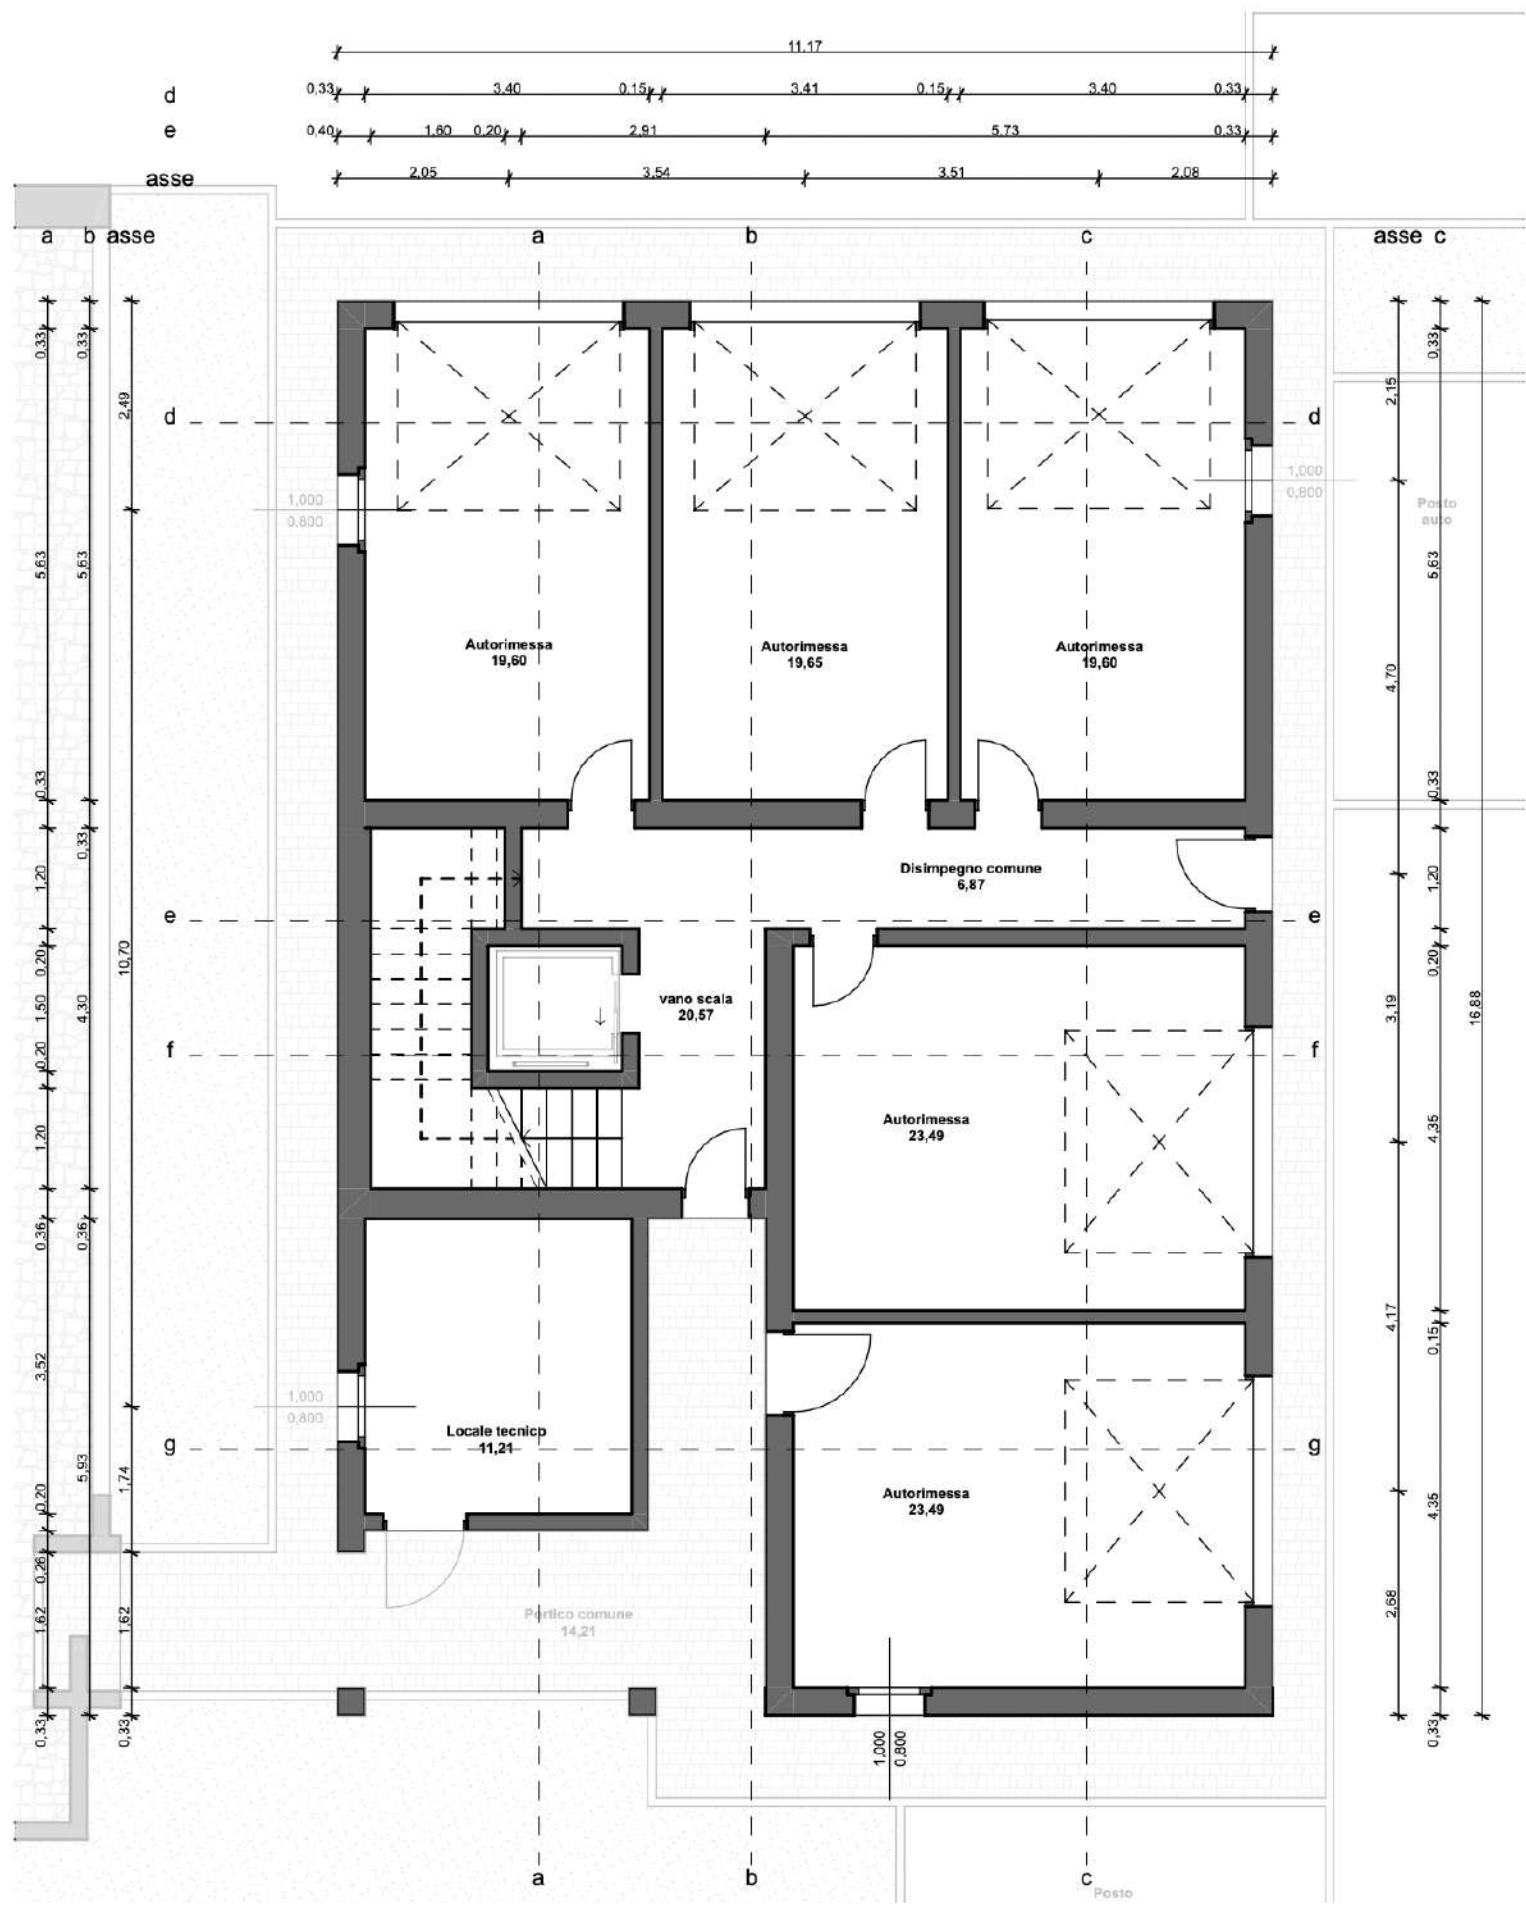 11,17
d 0,33 3,40 0,15 3,41 0,15 3,40 0,33
e 0,40 1,60 0,20 2,91 5,73 0,33
asse 2,05 3,54 3,51 2,08
a b asse a b c asse c
0,33 0,33 2,49 2,15 0,33
d d
1,000
0,800
1,000
0,800
Posto
auto
5,63 5,63 5,63
Autorimessa
19,60
Autorimessa
19,65
Autorimessa
19,60
4,70
0,33 0,33 0,33
1,20 1,20
Disimpegno comune
6,87
e e
0,20 10,70 0,20
1,50 4,30 3,19 16,88
vano scala
20,57
f f
0,20
1,20 4,35
Autorimessa
23,49
0,36 0,36
4,17 0,15
3,52
1,000
0,800
Locale tecnico
11,21
g g
0,20 5,93 1,74 4,35
Autorimessa
23,49
0,26
1,62 1,62 2,68
Portico comune
14,21
0,33 0,33 0,33
1,000
0,800
a b c
Posto